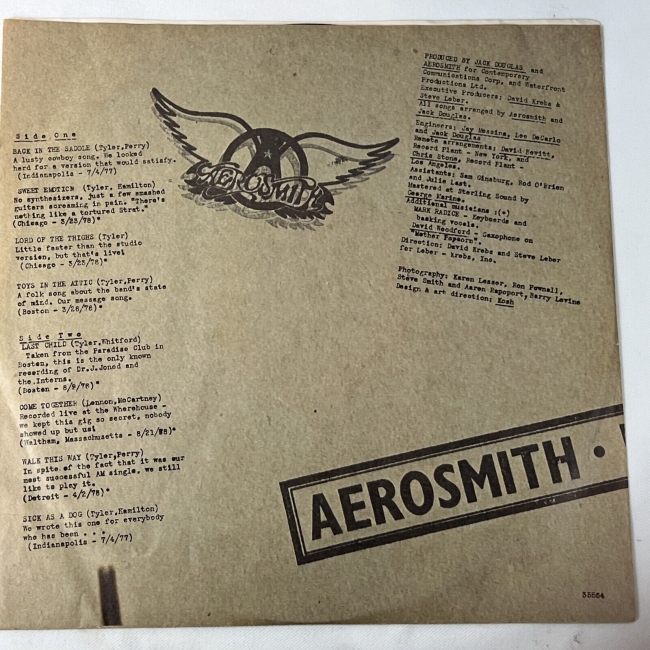 Side One
BACK IN THE SADDLE (Tyler,Perry)
A lusty cowboy song. We looked
hard for a version that would satisfy.
(Indianapolis - 7/4/77)
SWEET EMOTION (Tyler, Hamilton)
No synthesizers, just a few smashed
guitars screaming in pain. "There's
nothing like a tortured Strat."
(Chicago - 3/23/78)*
LORD OF THE THIGHS (Tyler)
Little faster than the studio
version, but that's live!
(Chicago - 3/23/78)*
TOYS IN THE ATTIC (Tyler,Perry)
A folk song about the band's state
of mind. Our message song.
(Boston - 3/28/78)*
Side Two
LAST CHILD (Tyler,Whitford)
Taken from the Paradise Club in
Boston, this is the only known
recording of Dr.J.Jones and
the.Interns.
(Boston - 8/9/78)*
COME TOGETHER (Lennon,McCartney)
Recorded live at the Wherehouse -
we kept this gig so secret, nobody
showed up but us!
(Waltham, Massachusetts - 8/21/78)*
WALK THIS WAY (Tyler,Perry)
In spite of the fact that it was our
most successful AM single, we still
like to play it.
(Detroit - 4/2/78)*
SICK AS A DOG (Tyler,Hamilton)
We wrote this one for everybody
who has been . . .
(Indianapolis - 7/4/77)
AEROSMITH
PRODUCED BY JACK DOUGLAS and
AEROSMITH for Contemporary
Communications Corp. and Waterfront
Productions Ltd.
Executive Producers: David Krebs &
Steve Leber.
All songs arranged by Aerosmith and
Jack Douglas.
Engineers: Jay Messina, Lee DeCarlo
and Jack Douglas
Remote arrangements: David Hewitt,
Record Plant - New York, and
Chris Stone, Record Plant -
Los Angeles.
Assistants: Sam Ginsburg, Rod O'Brien
and Julie Last.
Mastered at Sterling Sound by
George Marino.
Additional musicians :(*)
MARK RADICE - Keyboards and
backing vocals.
David Woodford - Saxophone on
"Mother Popcorn".
Direction: David Krebs and Steve Leber
for Leber - Krebs, Inc.
Photography: Karen Lesser, Ron Pownall,
Steve Smith and Aaron Rapoport,Barry Levine
Design & art direction: Kosh
AEROSMITH •
35564